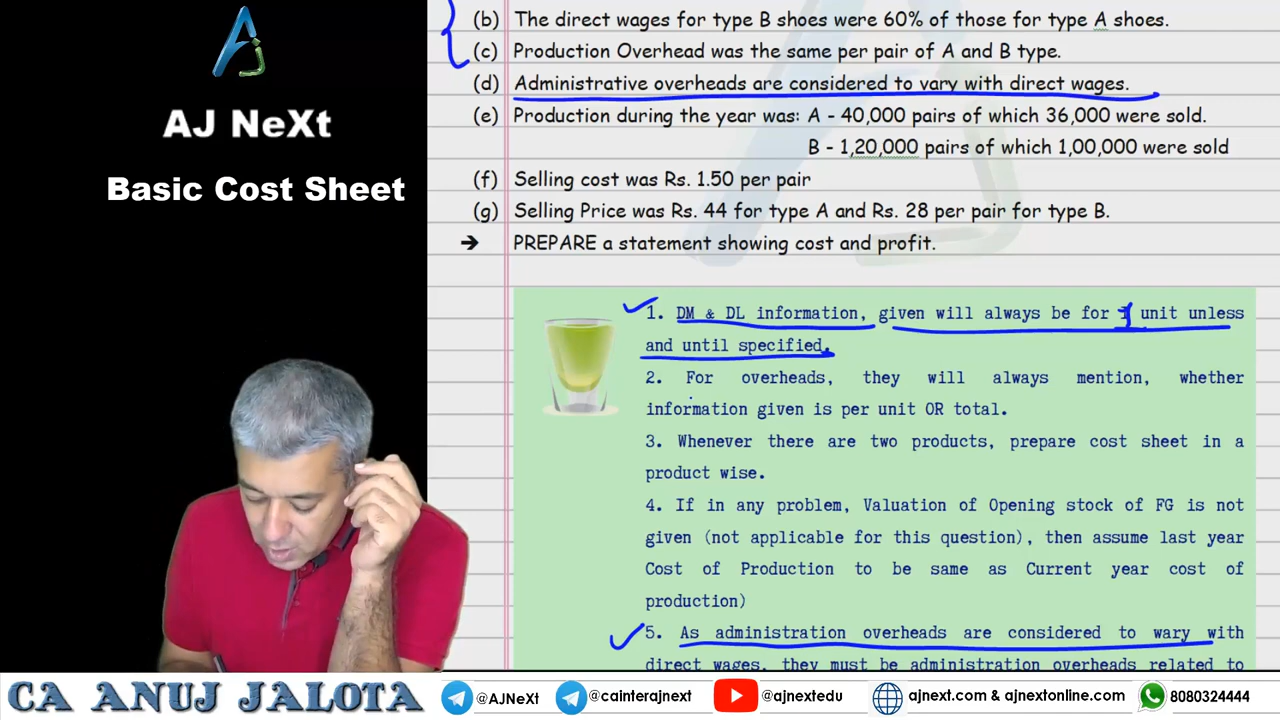 AJ NeXt
Basic Cost Sheet
(b) The direct wages for type B shoes were 60% of those for type A shoes.
(c) Production Overhead was the same per pair of A and B type.
(d) Administrative overheads are considered to vary with direct wages.
(e) Production during the year was: A - 40,000 pairs of which 36,000 were sold.
B - 1,20,000 pairs of which 1,00,000 were sold
(f) Selling cost was Rs. 1.50 per pair
(g) Selling Price was Rs. 44 for type A and Rs. 28 per pair for type B.
➔ PREPARE a statement showing cost and profit.
1. DM & DL information, given will always be for 1 unit unless
and until specified.
2. For overheads, they will always mention, whether
information given is per unit OR total.
3. Whenever there are two products, prepare cost sheet in a
product wise.
4. If in any problem, Valuation of Opening stock of FG is not
given (not applicable for this question), then assume last year
Cost of Production to be same as Current year cost of
production)
5. As administration overheads are considered to wary with
direct wages, they must be administration overheads related to
CA ANUJ JALOTA
@AJNeXt
@cainterajnext
@ajnextedu
ajnext.com & ajnextonline.com
8080324444